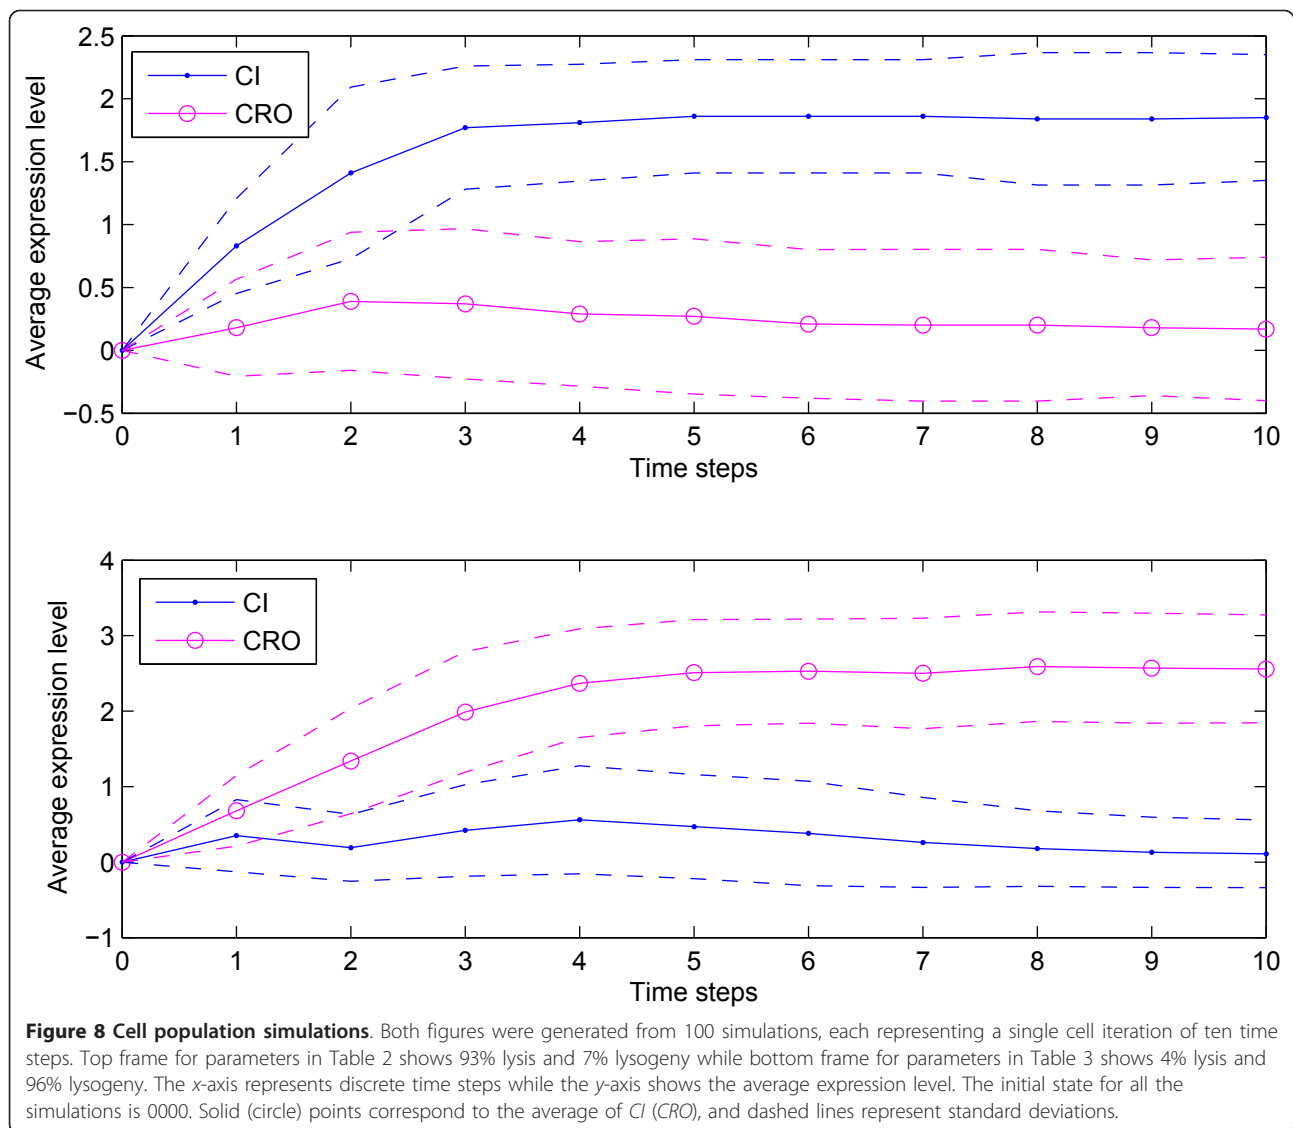 2.5
2
1.5
1
0.5
0
−0.5
Average expression level
CI
CRO
0 1 2 3 4 5 6 7 8 9 10
Time steps
4
3
2
1
0
−1
Average expression level
CI
CRO
0 1 2 3 4 5 6 7 8 9 10
Time steps
Figure 8 Cell population simulations. Both figures were generated from 100 simulations, each representing a single cell iteration of ten time
steps. Top frame for parameters in Table 2 shows 93% lysis and 7% lysogeny while bottom frame for parameters in Table 3 shows 4% lysis and
96% lysogeny. The x-axis represents discrete time steps while the y-axis shows the average expression level. The initial state for all the
simulations is 0000. Solid (circle) points correspond to the average of CI (CRO), and dashed lines represent standard deviations.